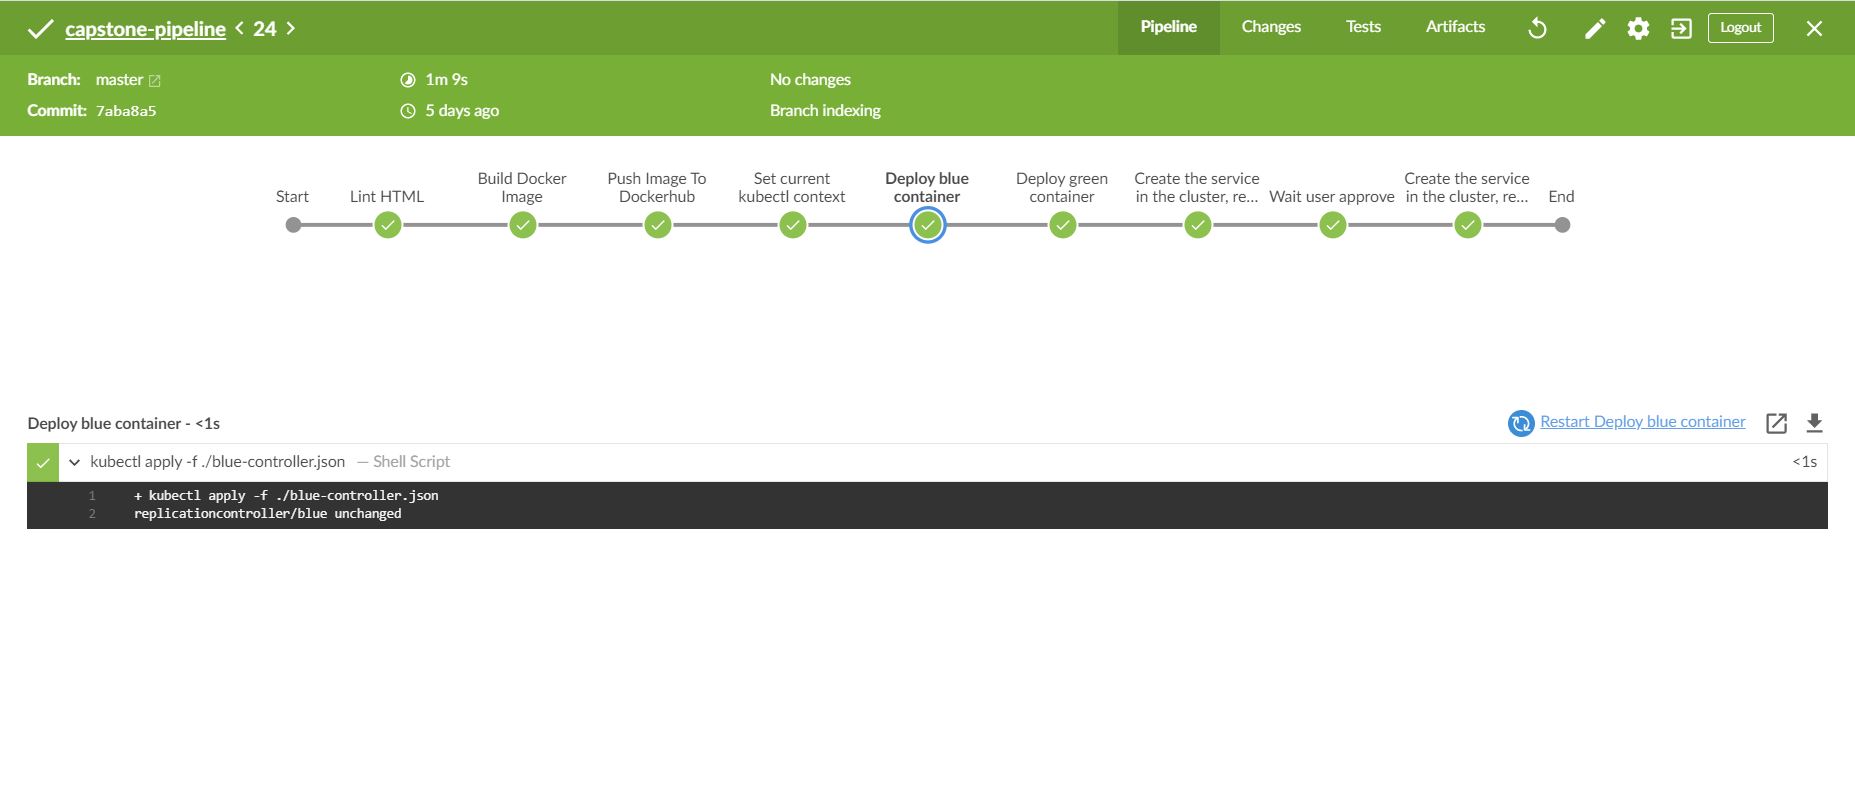 capstone-pipeline < 24 >
Pipeline
Changes
Tests
Artifacts
Logout
Branch: master
1m 9s
No changes
Commit: 7aba8a5
5 days ago
Branch indexing
Start
Lint HTML
Build Docker
Image
Push Image To
Dockerhub
Set current
kubectl context
Deploy blue
container
Deploy green
container
Create the service
in the cluster, re...
Wait user approve
Create the service
in the cluster, re...
End
Deploy blue container - <1s
Restart Deploy blue container
kubectl apply -f ./blue-controller.json — Shell Script
<1s
1 + kubectl apply -f ./blue-controller.json
2 replicationcontroller/blue unchanged